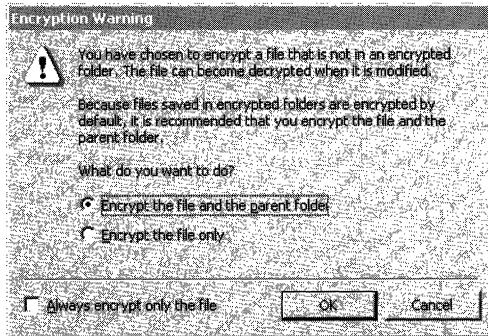 Encryption Warning
You have chosen to encrypt a file that is not in an encrypted
folder. The file can become decrypted when it is modified.
Because files saved in encrypted folders are encrypted by
default, it is recommended that you encrypt the file and the
parent folder.
What do you want to do?
Encrypt the file and the parent folder
Encrypt the file only
Always encrypt only the file
OK
Cancel